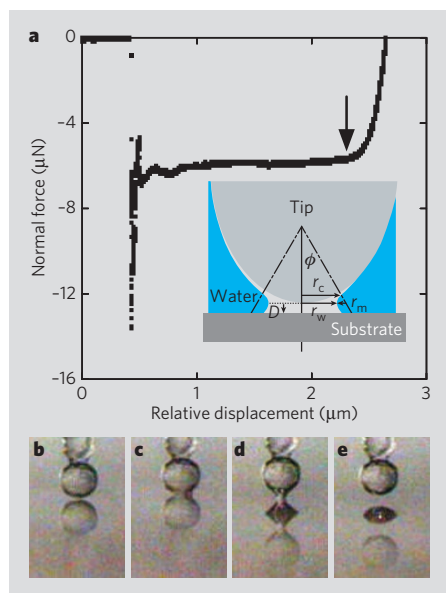 a
0
-4
-8
-12
-16
Normal force (μN)
0 1 2 3
Relative displacement (μm)
Tip
ϕ
r_c
Water
r_m
D
r_w
Substrate
b c d e